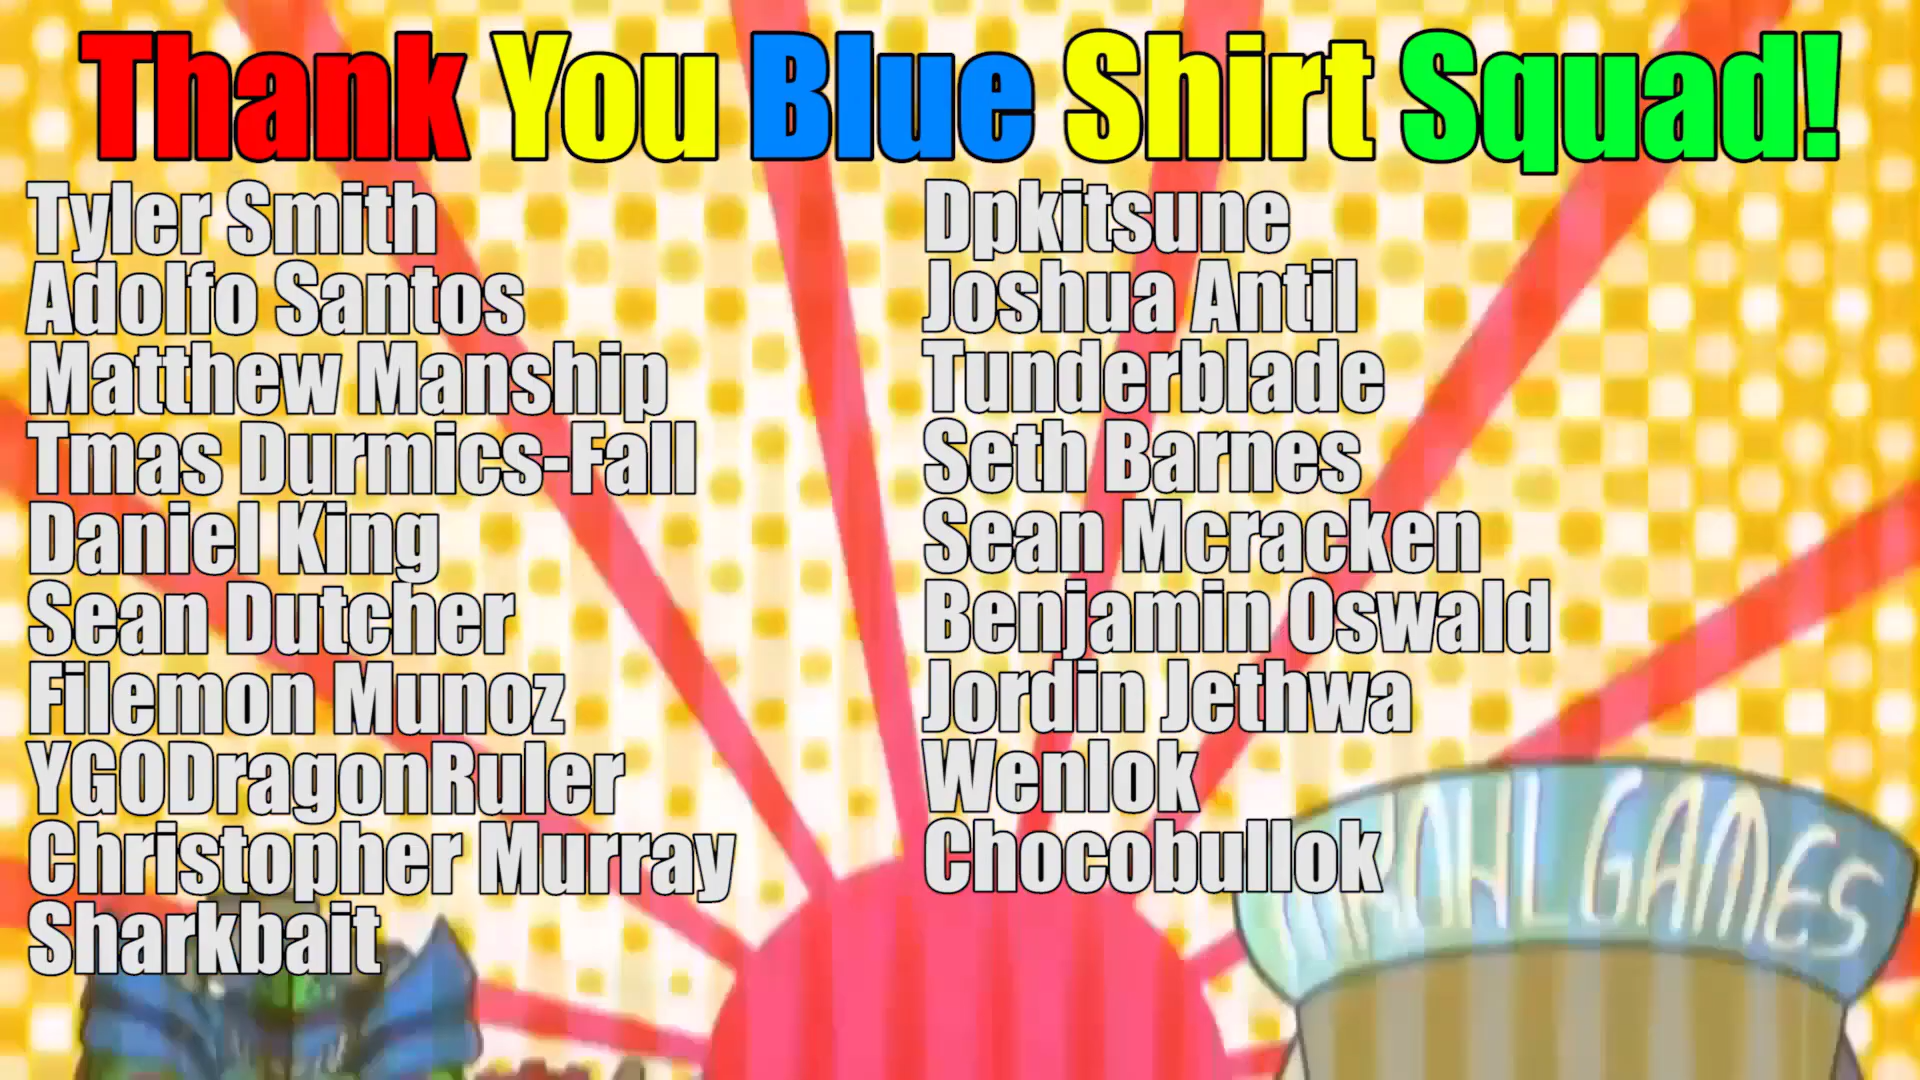 Thank You Blue Shirt Squad!
Tyler Smith
Adolfo Santos
Matthew Manship
Tmas Durmics-Fall
Daniel King
Sean Dutcher
Filemon Munoz
YGODragonRuler
Christopher Murray
Sharkbait
Dpkitsune
Joshua Antil
Tunderblade
Seth Barnes
Sean Mcracken
Benjamin Oswald
Jordin Jethwa
Wenlok
Chocobullok
GAMES